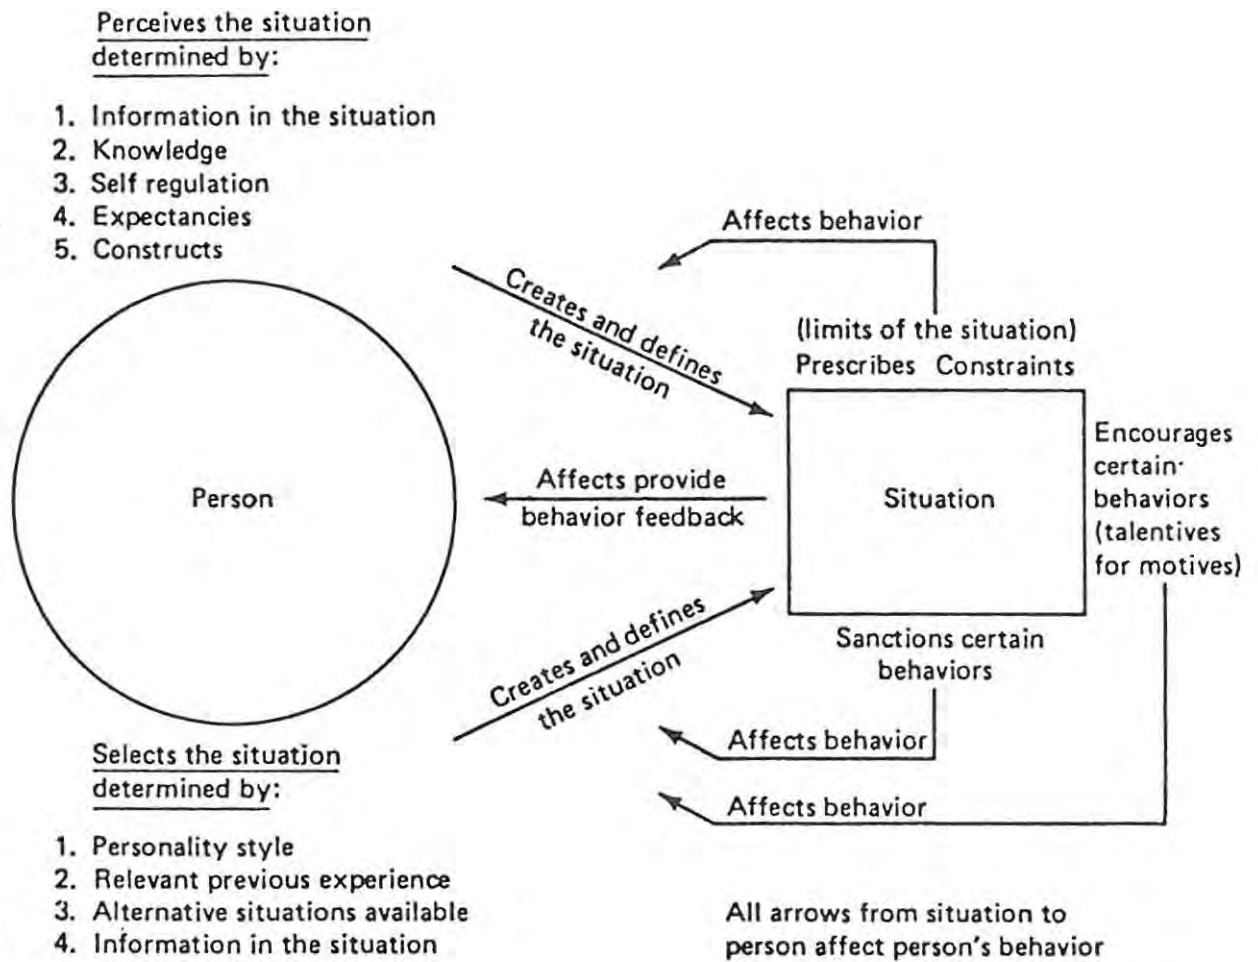 Perceives the situation
determined by:
1. Information in the situation
2. Knowledge
3. Self regulation
4. Expectancies
5. Constructs
Person
Selects the situation
determined by:
1. Personality style
2. Relevant previous experience
3. Alternative situations available
4. Information in the situation
Creates and defines
the situation
Affects provide
behavior feedback
Creates and defines
the situation
Affects behavior
(limits of the situation)
Prescribes Constraints
Situation
Encourages
certain
behaviors
(talentives
for motives)
Sanctions certain
behaviors
Affects behavior
Affects behavior
All arrows from situation to
person affect person's behavior